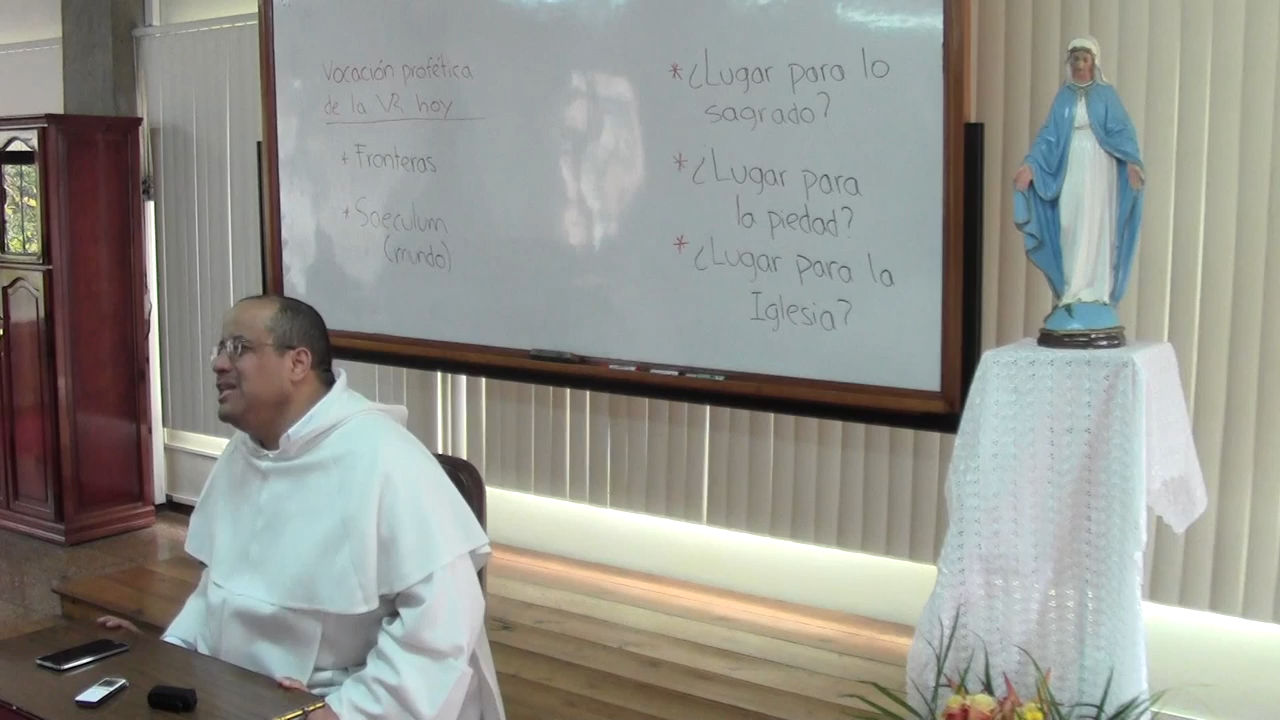 Vocación profética
de la VR hoy
+ Fronteras
+ Saeculum
(mundo)
* ¿Lugar para lo
sagrado?
* ¿Lugar para
la piedad?
* ¿Lugar para la
Iglesia?